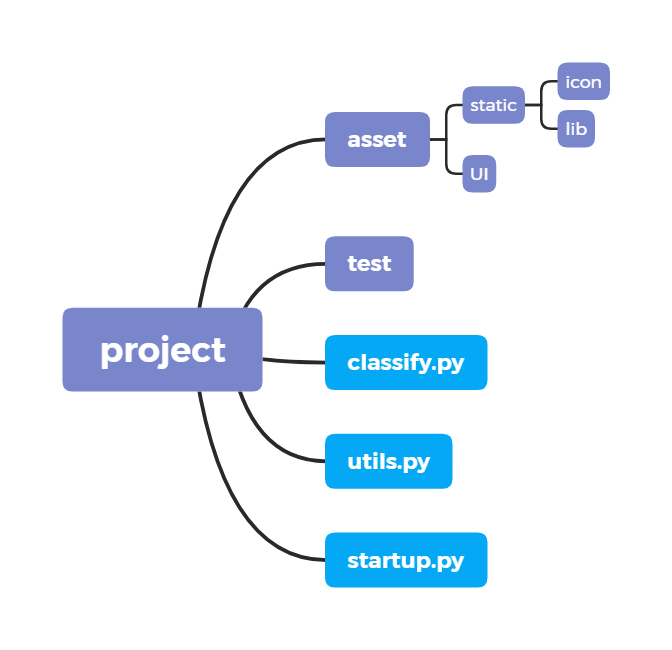 project
asset
static
icon
lib
UI
test
classify.py
utils.py
startup.py